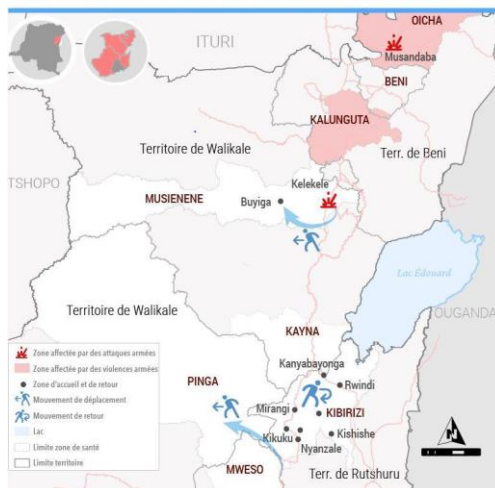 OICHA
ITURI
Musandaba
BENI
KALUNGUTA
Territoire de Walikale
Terr. de Beni
TSHOPO
Kelekele
MUSIENENE
Buyiga
Lac Édouard
Territoire de Walikale
OUGANDA
KAYNA
Kanyabayonga
PINGA
Rwindi
Mirangi
KIBIRIZI
Kikuku
Kishishe
Nyanzale
MWESO
Terr. de Rutshuru
Zone affectée par des attaques armées
Zone affectée par des violences armées
Zone d'accueil et de retour
Mouvement de déplacement
Mouvement de retour
Lac
Limite zone de santé
Limite territoire
N